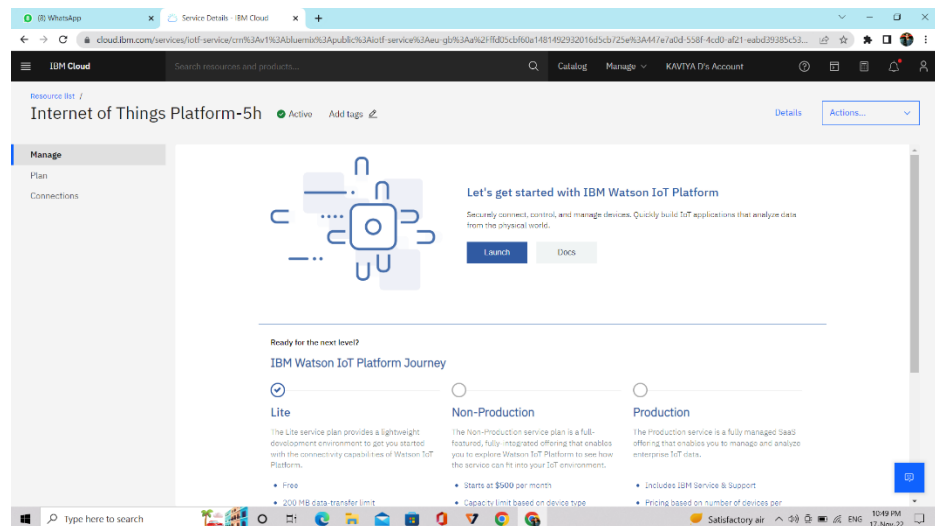 (8) WhatsApp
Service Details - IBM Cloud
IBM Cloud
Search resources and products...
Catalog
Manage
KAVIYA D's Account
Resource list /
Internet of Things Platform-5h
Active
Add tags
Details
Actions...
Manage
Plan
Connections
Let's get started with IBM Watson IoT Platform
Securely connect, control, and manage devices. Quickly build IoT applications that analyze data
from the physical world.
Launch
Docs
Ready for the next level?
IBM Watson IoT Platform Journey
Lite
The Lite service plan provides a lightweight
development environment to get you started
with the connectivity capabilities of Watson IoT
Platform.
Free
200 MB data-transfer limit
Non-Production
The Non-Production service plan is a full-
featured, fully-integrated offering that enables
you to explore Watson IoT Platform to see how
the service can fit into your IoT environment.
Starts at $500 per month
Capacity limit based on device type
Production
The Production service is a fully managed SaaS
offering that enables you to manage and analyze
enterprise IoT data.
Includes IBM Service & Support
Pricing based on number of devices per
Type here to search
Satisfactory air
ENG
10:49 PM
17-Nov-22